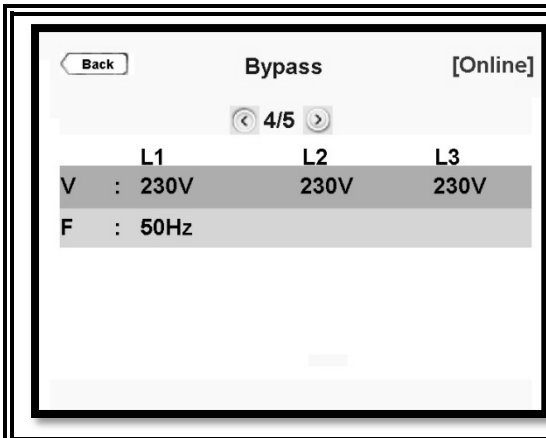 Back Bypass [Online]
4/5
L1 L2 L3
V : 230V 230V 230V
F : 50Hz